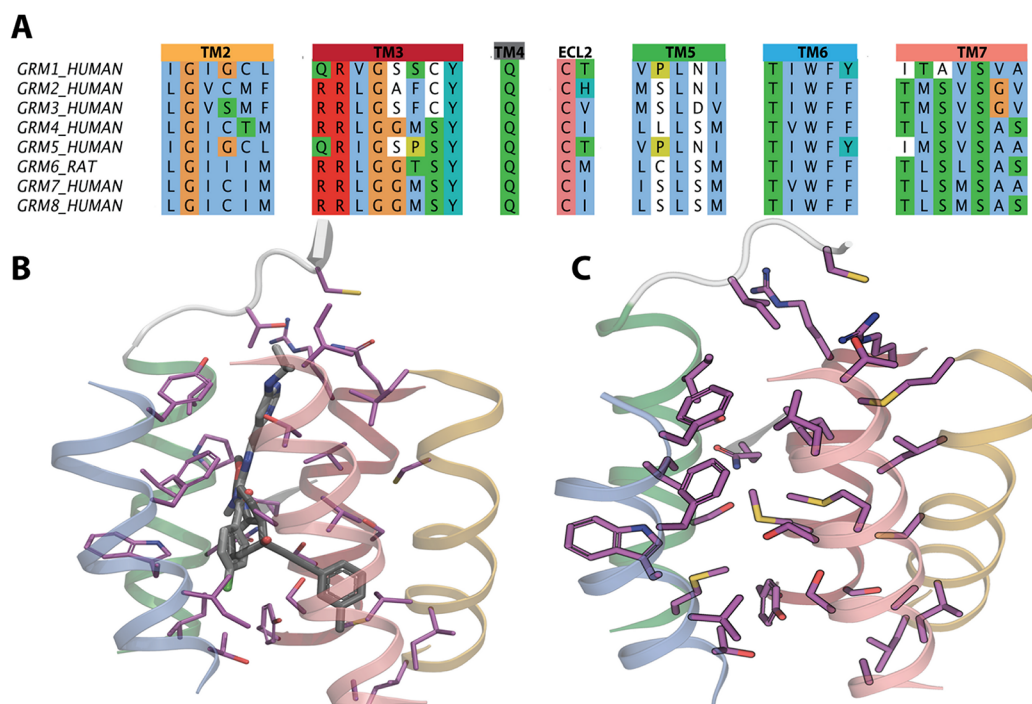 A
TM2 TM3 TM4 ECL2 TM5 TM6 TM7
GRM1_HUMAN I G I G C L Q R V G S S C Y Q C T V P L N I T I W F Y I T A V S V A
GRM2_HUMAN L G V C M F R R L G A F C Y Q C H M S L N I T I W F F T M S V S G V
GRM3_HUMAN L G V S M F R R L G S F C Y Q C V M S L D V T I W F F T M S V S G V
GRM4_HUMAN L G I C T M R R L G G M S Y Q C I L L L S M T V W F F T L S V S A S
GRM5_HUMAN I G I G C L Q R I G S P S Y Q C T V P L N I T I W F Y I M S V S A A
GRM6_RAT L G I I I M R R L G G T S Y Q C M L C L S M T I W F F T L S V S A S
GRM7_HUMAN L G I C I M R R L G G M S Y Q C I I S L S M T V W F F T L S M S A A
GRM8_HUMAN L G I C I M R R L G G M S Y Q C I L S L S M T I W F F T L S M S A S
B C